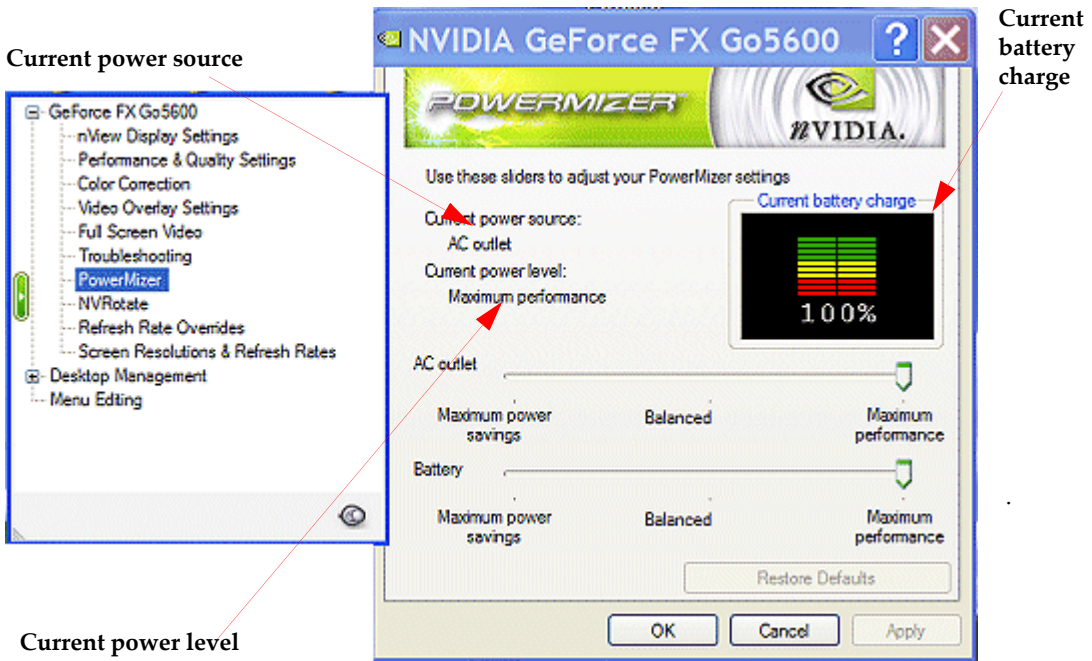 Current power source
Current
battery
charge
NVIDIA GeForce FX Go5600
POWERMIZER™
nVIDIA.
GeForce FX Go5600
nView Display Settings
Performance & Quality Settings
Color Correction
Video Overlay Settings
Full Screen Video
Troubleshooting
PowerMizer
NVRotate
Refresh Rate Overrides
Screen Resolutions & Refresh Rates
Desktop Management
Menu Editing
Use these sliders to adjust your PowerMizer settings
Current power source:
AC outlet
Current power level:
Maximum performance
Current battery charge
100%
AC outlet
Maximum power
savings
Balanced
Maximum
performance
Battery
Maximum power
savings
Balanced
Maximum
performance
.
Restore Defaults
OK
Cancel
Apply
Current power level